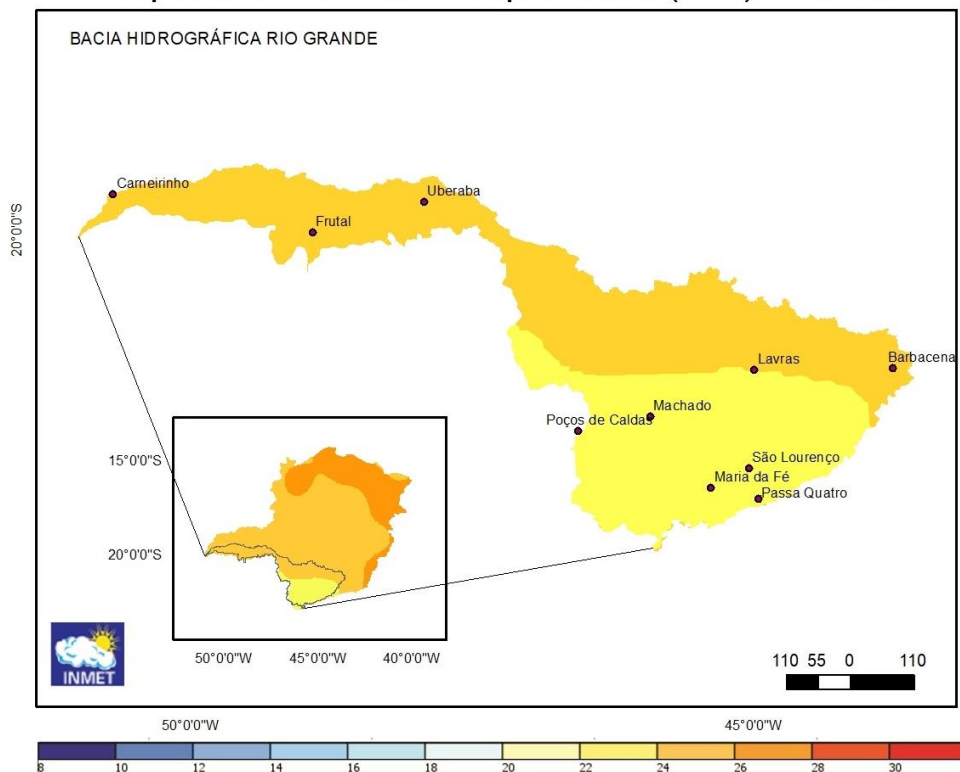 BACIA HIDROGRÁFICA RIO GRANDE
Carneirinho
Uberaba
Frutal
20°0'0"S
Lavras
Barbacena
Machado
Poços de Caldas
São Lourenço
Maria da Fé
Passa Quatro
15°0'0"S
20°0'0"S
50°0'0"W 45°0'0"W 40°0'0"W
INMET
110 55 0 110
50°0'0"W 45°0'0"W
8 10 12 14 16 18 20 22 24 26 28 30